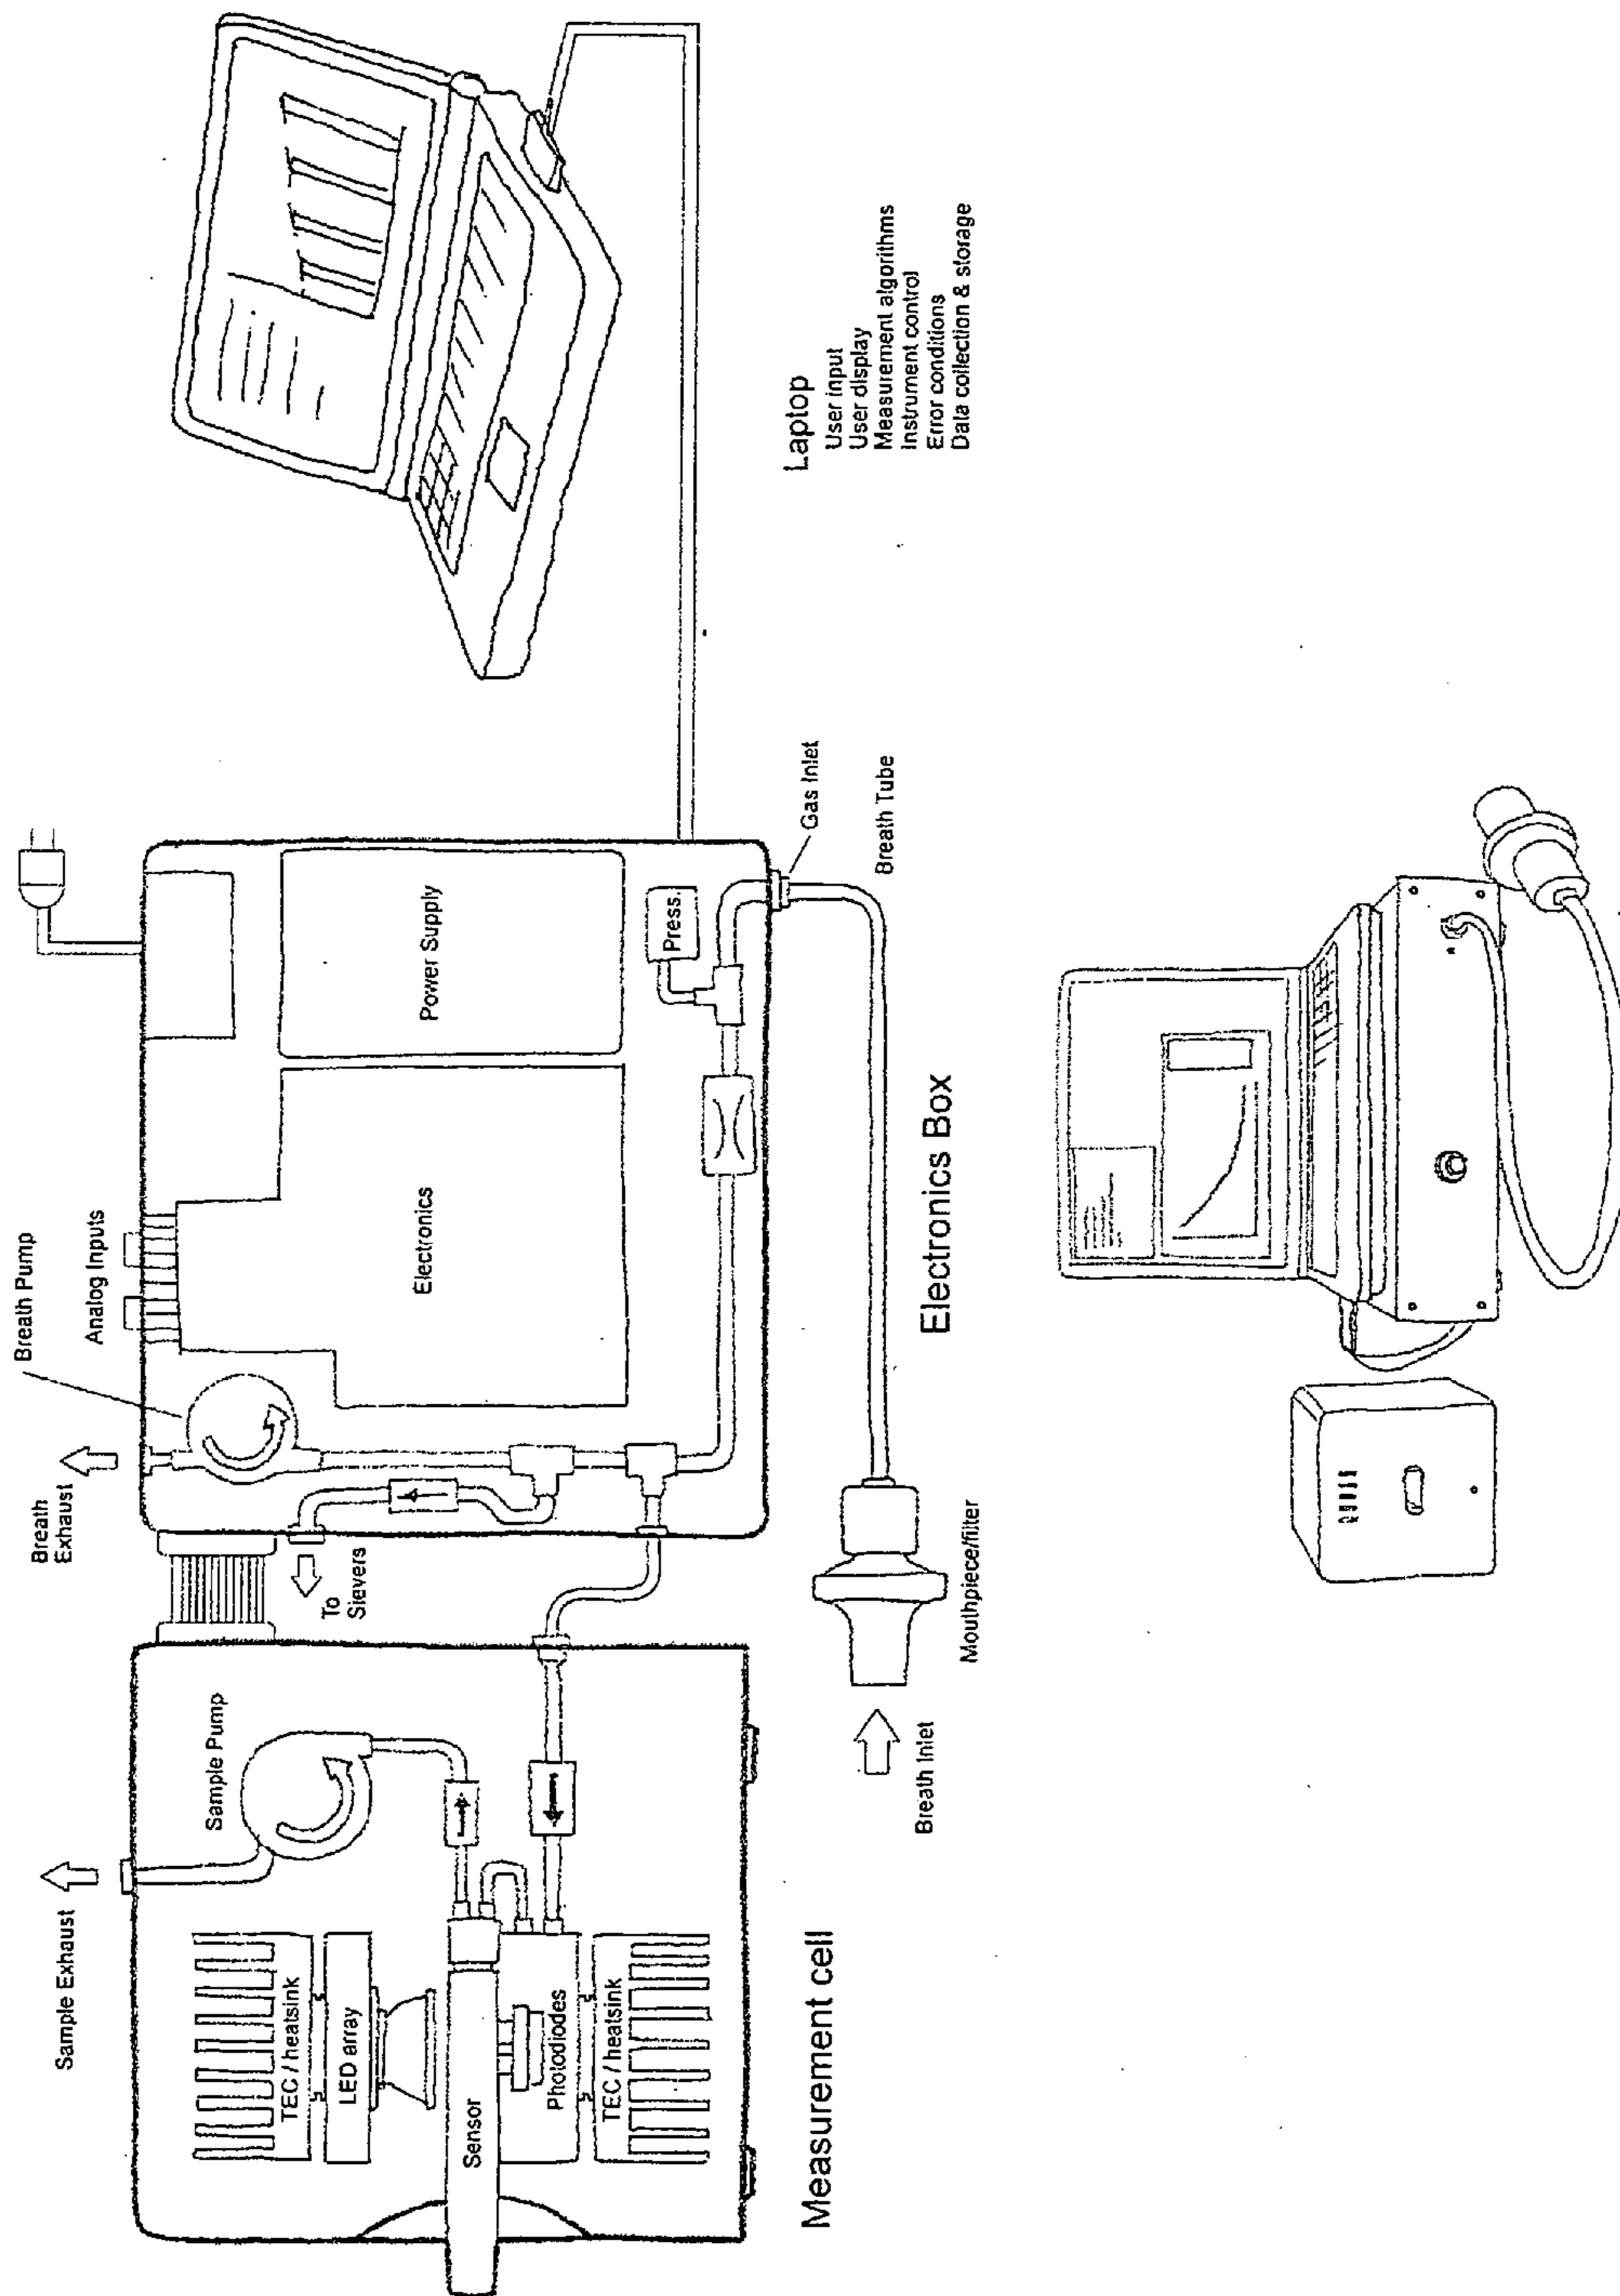 Sample Exhaust
Sample Pump
TEC / heatsink
LED array
Sensor
Photodiodes
TEC / heatsink
Measurement cell
Breath
Exhaust
Breath Pump
Analog Inputs
To
Sievers
Electronics
Power Supply
Press.
Gas Inlet
Breath Tube
Electronics Box
Breath Inlet
Mouthpiece/filter
Laptop
User input
User display
Measurement algorithms
Instrument control
Error conditions
Data collection & storage